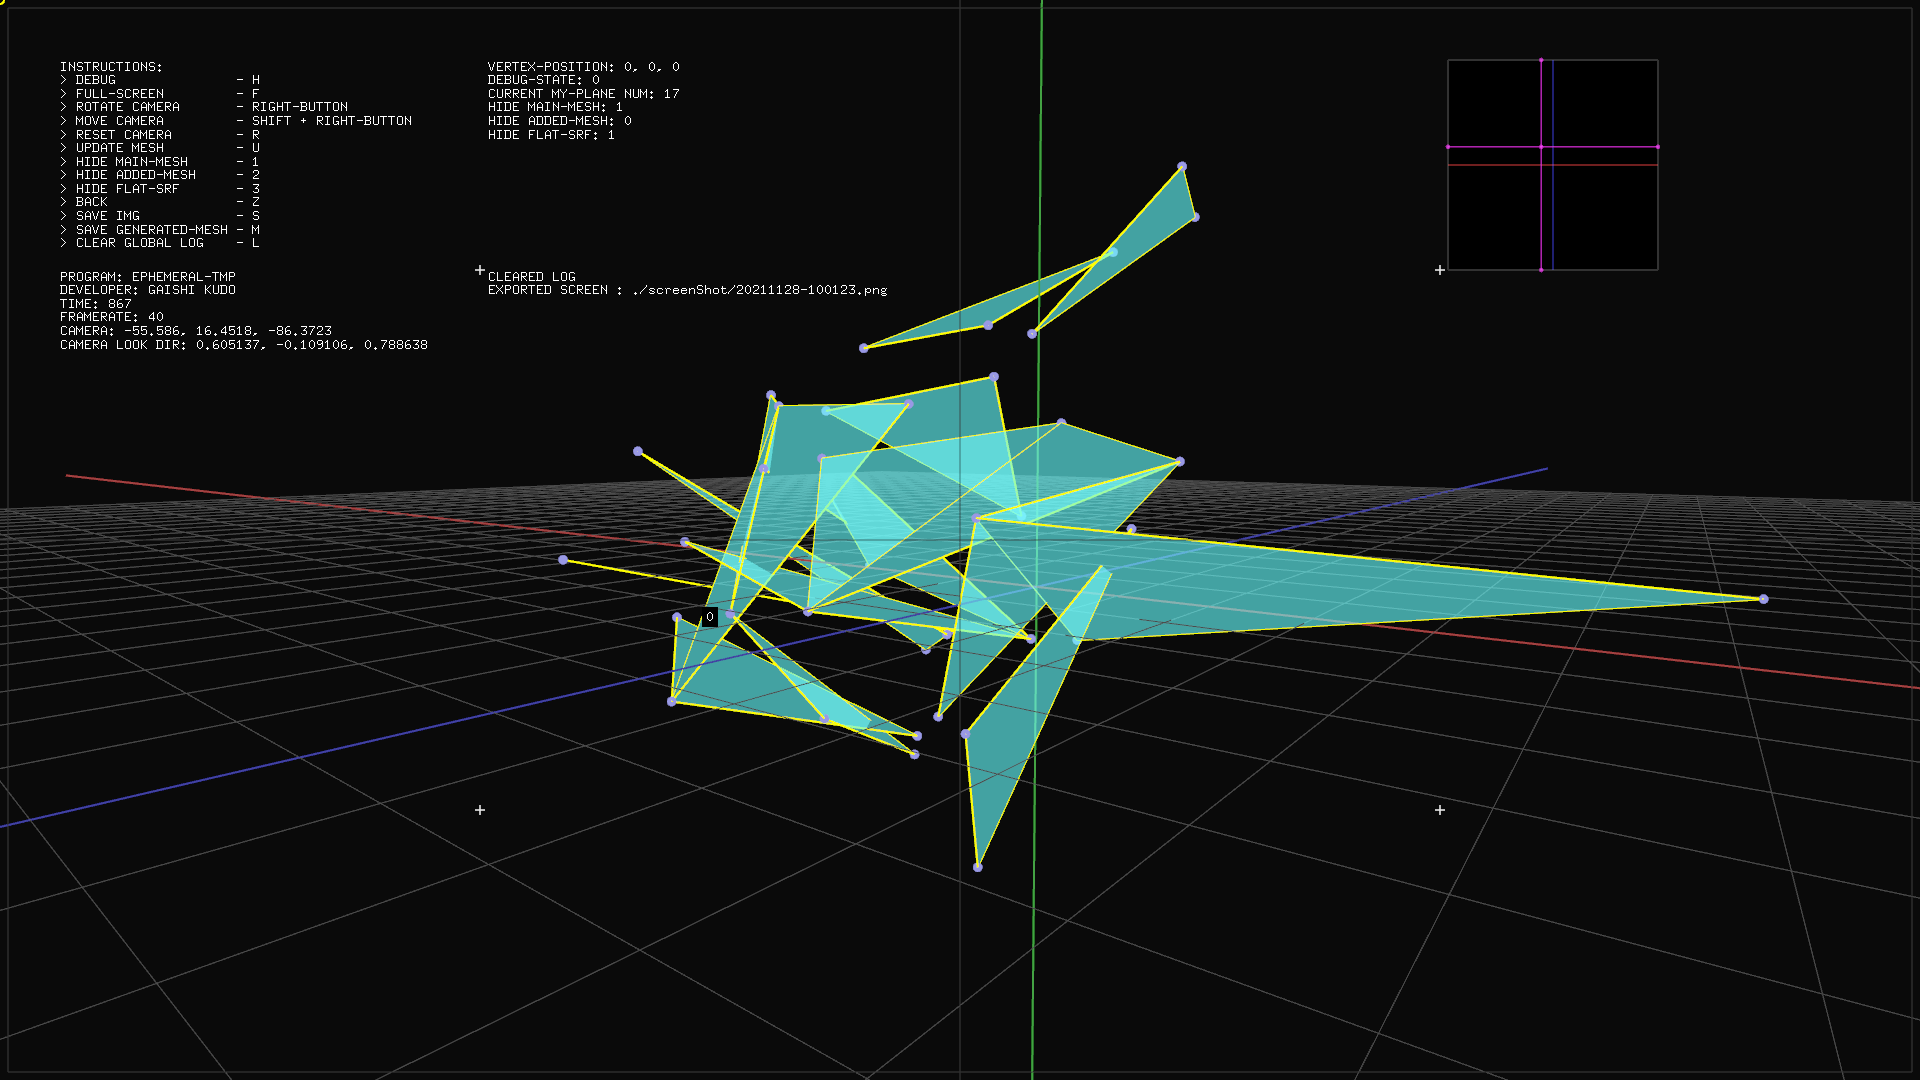 INSTRUCTIONS:
> DEBUG - H
> FULL-SCREEN - F
> ROTATE CAMERA - RIGHT-BUTTON
> MOVE CAMERA - SHIFT + RIGHT-BUTTON
> RESET CAMERA - R
> UPDATE MESH - U
> HIDE MAIN-MESH - 1
> HIDE ADDED-MESH - 2
> HIDE FLAT-SRF - 3
> BACK - Z
> SAVE IMG - S
> SAVE GENERATED-MESH - M
> CLEAR GLOBAL LOG - L
PROGRAM: EPHEMERAL-TMP
DEVELOPER: GAISHI KUDO
TIME: 867
FRAMERATE: 40
CAMERA: -55.586, 16.4518, -86.3723
CAMERA LOOK DIR: 0.605137, -0.109106, 0.788638
VERTEX-POSITION: 0, 0, 0
DEBUG-STATE: 0
CURRENT MY-PLANE NUM: 17
HIDE MAIN-MESH: 1
HIDE ADDED-MESH: 0
HIDE FLAT-SRF: 1
CLEARED LOG
EXPORTED SCREEN : ./screenShot/20211128-100123.png
0